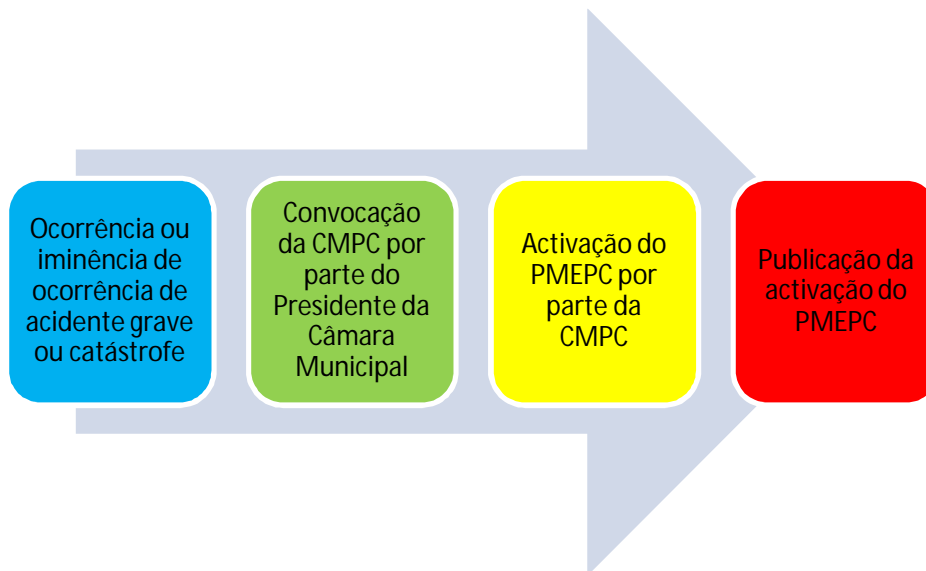 Ocorrência ou
iminência de
ocorrência de
acidente grave
ou catástrofe
Convocação
da CMPC por
parte do
Presidente da
Câmara
Municipal
Activação do
PMEPC por
parte da
CMPC
Publicação da
activação do
PMEPC